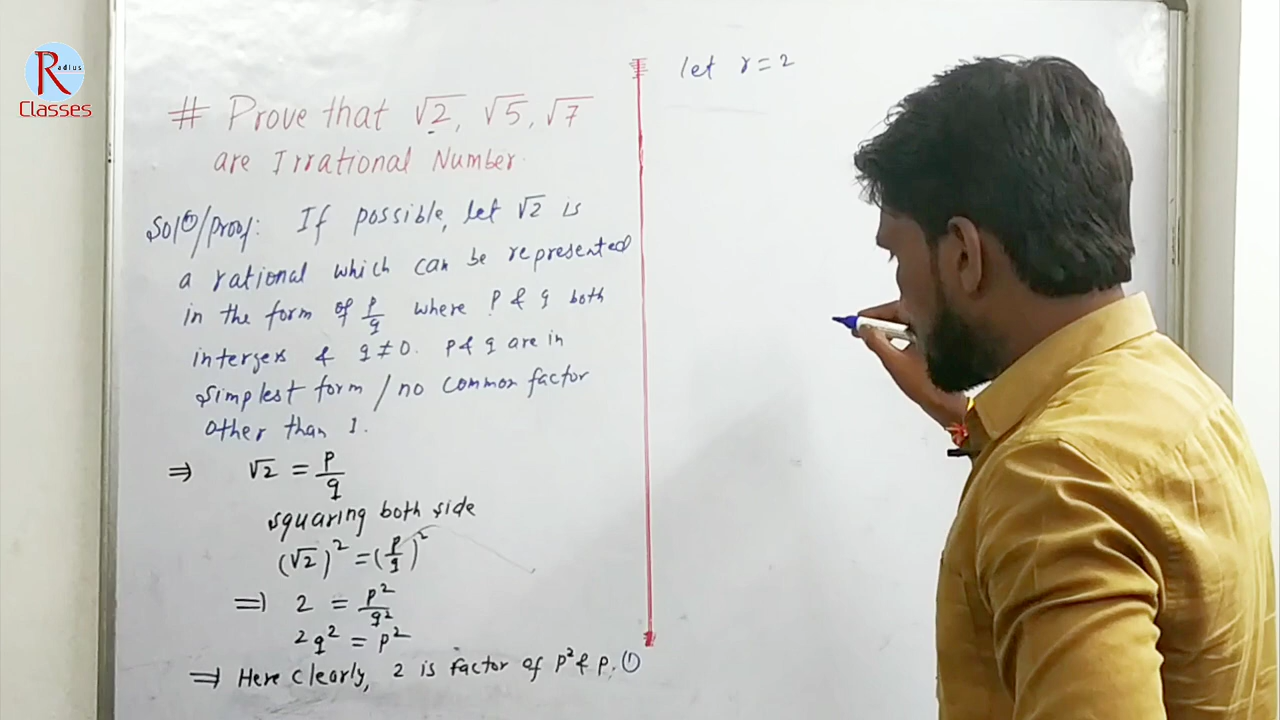 Radius
Classes
# Prove that √2, √5, √7
are Irrational Number.
Solⁿ/Proof: If possible, let √2 is
a rational which can be represented
in the form of p/q where p & q both
intergers & q≠0. p & q are in
simplest form / no common factor
other than 1.
⇒ √2 = p/q
squaring both side
(√2)² = (p/q)²
⇒ 2 = p²/q²
2q² = p²
⇒ Here clearly, 2 is factor of p² & p. ①
let r = 2